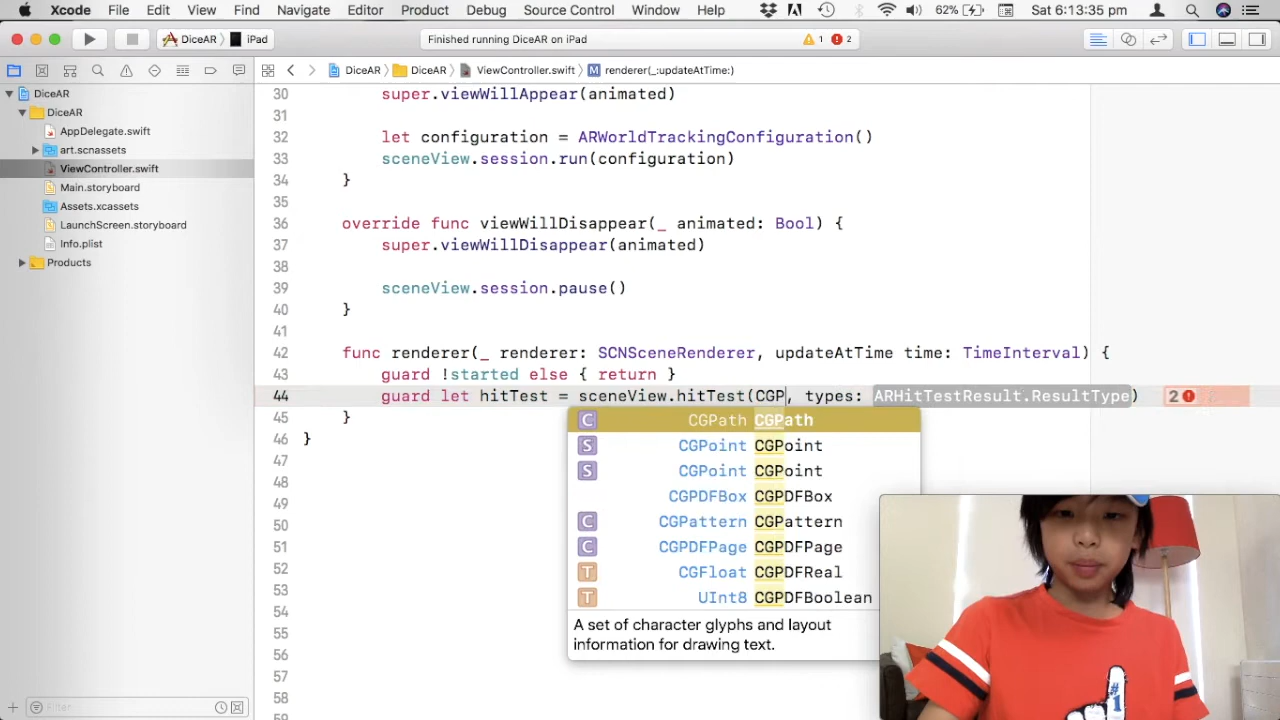 Xcode File Edit View Find Navigate Editor Product Debug Source Control Window Help 62% Sat 6:13:35 pm
DiceAR iPad Finished running DiceAR on iPad 1 2
DiceAR DiceAR ViewController.swift M renderer(_:updateAtTime:)
DiceAR
DiceAR
AppDelegate.swift
art.scnassets
ViewController.swift
Main.storyboard
Assets.xcassets
LaunchScreen.storyboard
Info.plist
Products
Filter
30 super.viewWillAppear(animated)
31
32 let configuration = ARWorldTrackingConfiguration()
33 sceneView.session.run(configuration)
34 }
35
36 override func viewWillDisappear(_ animated: Bool) {
37 super.viewWillDisappear(animated)
38
39 sceneView.session.pause()
40 }
41
42 func renderer(_ renderer: SCNSceneRenderer, updateAtTime time: TimeInterval) {
43 guard !started else { return }
44 guard let hitTest = sceneView.hitTest(CGP, types: ARHitTestResult.ResultType) 2
45 }
46 }
47
48
49
50
51
52
53
54
55
56
57
58
59
C CGPath CGPath
S CGPoint CGPoint
S CGPoint CGPoint
CGPDFBox CGPDFBox
C CGPattern CGPattern
C CGPDFPage CGPDFPage
T CGFloat CGPDFReal
T UInt8 CGPDFBoolean
A set of character glyphs and layout
information for drawing text.
#1